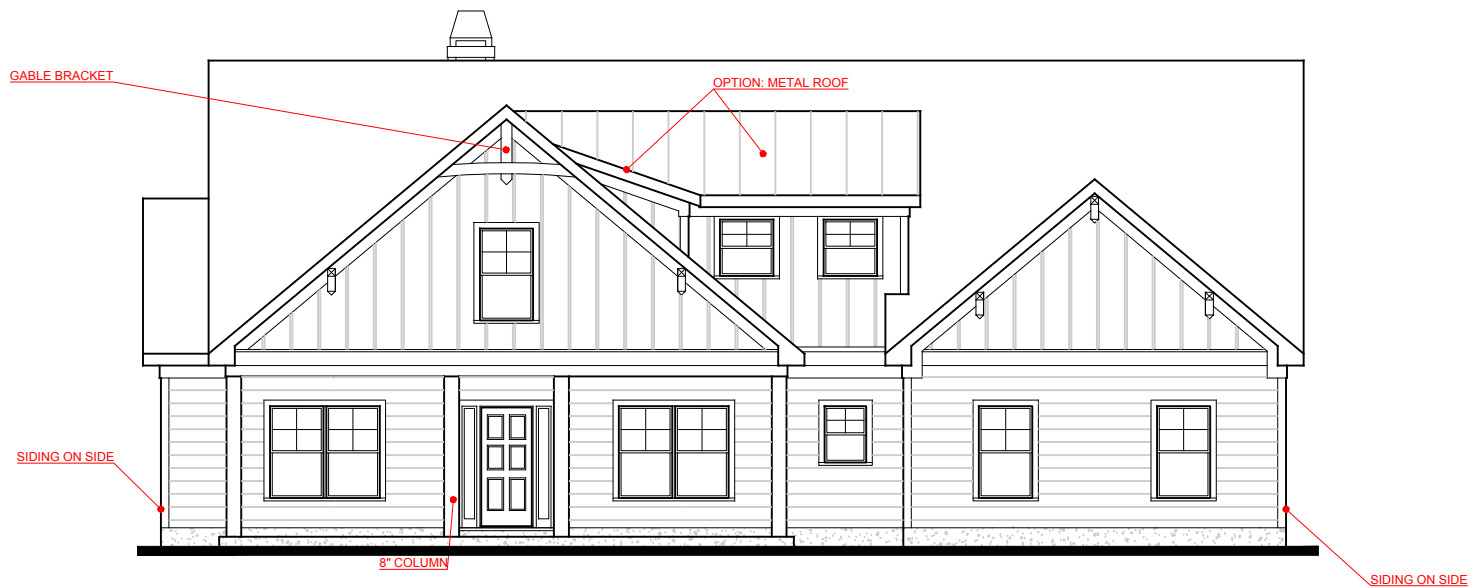 GABLE BRACKET
OPTION: METAL ROOF
SIDING ON SIDE
8" COLUMN
SIDING ON SIDE